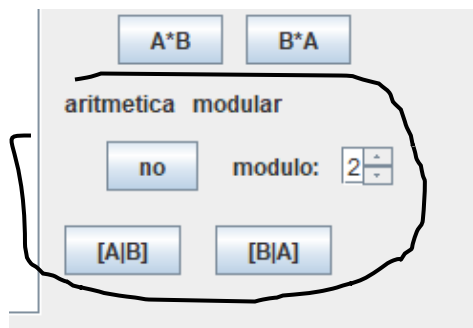 A*B B*A
aritmetica modular
no modulo: 2
[A|B] [B|A]